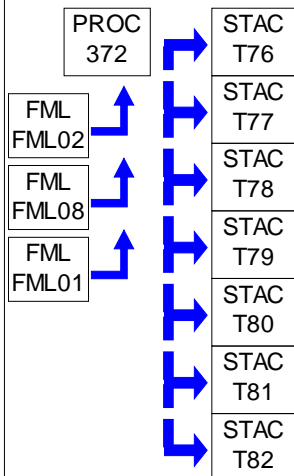 PROC
372
FML
FML02
FML
FML08
FML
FML01
STAC
T76
STAC
T77
STAC
T78
STAC
T79
STAC
T80
STAC
T81
STAC
T82